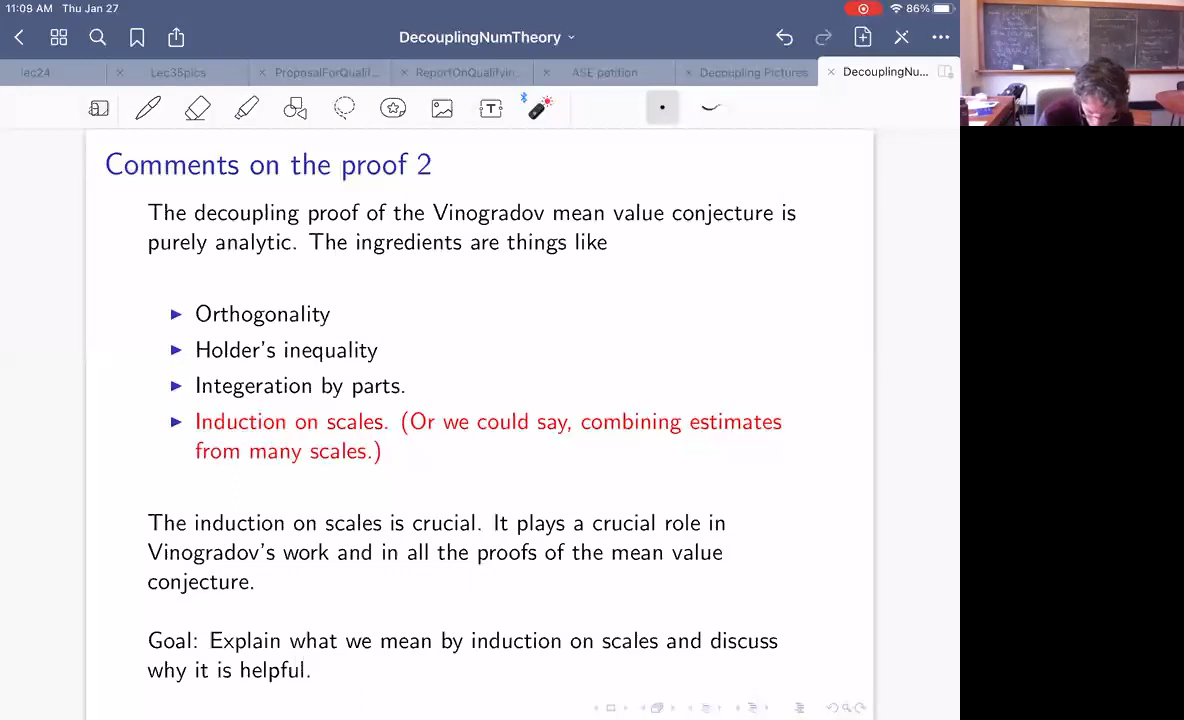 11:09 AM Thu Jan 27
86%
DecouplingNumTheory
lec24
Lec35pics
ProposalForQualif...
ReportOnQualifyin...
ASE petition
Decoupling Pictures
DecouplingNu...
Comments on the proof 2
The decoupling proof of the Vinogradov mean value conjecture is
purely analytic. The ingredients are things like
Orthogonality
Holder's inequality
Integeration by parts.
Induction on scales. (Or we could say, combining estimates
from many scales.)
The induction on scales is crucial. It plays a crucial role in
Vinogradov's work and in all the proofs of the mean value
conjecture.
Goal: Explain what we mean by induction on scales and discuss
why it is helpful.